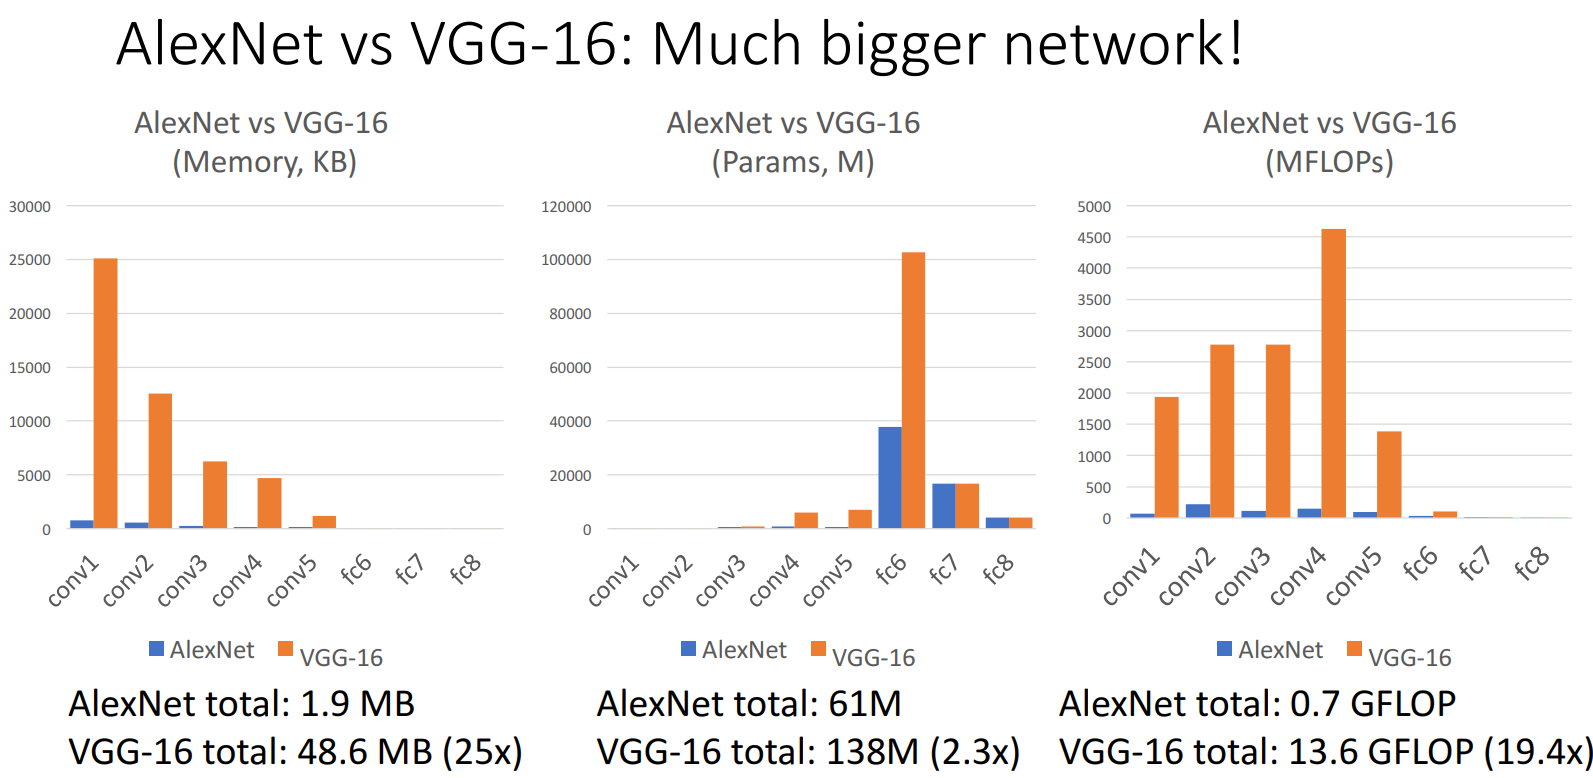 AlexNet vs VGG-16: Much bigger network!
AlexNet vs VGG-16
(Memory, KB)
30000
25000
20000
15000
10000
5000
0
conv1
conv2
conv3
conv4
conv5
fc6
fc7
fc8
AlexNet
VGG-16
AlexNet total: 1.9 MB
VGG-16 total: 48.6 MB (25x)
AlexNet vs VGG-16
(Params, M)
120000
100000
80000
60000
40000
20000
0
conv1
conv2
conv3
conv4
conv5
fc6
fc7
fc8
AlexNet
VGG-16
AlexNet total: 61M
VGG-16 total: 138M (2.3x)
AlexNet vs VGG-16
(MFLOPs)
5000
4500
4000
3500
3000
2500
2000
1500
1000
500
0
conv1
conv2
conv3
conv4
conv5
fc6
fc7
fc8
AlexNet
VGG-16
AlexNet total: 0.7 GFLOP
VGG-16 total: 13.6 GFLOP (19.4x)